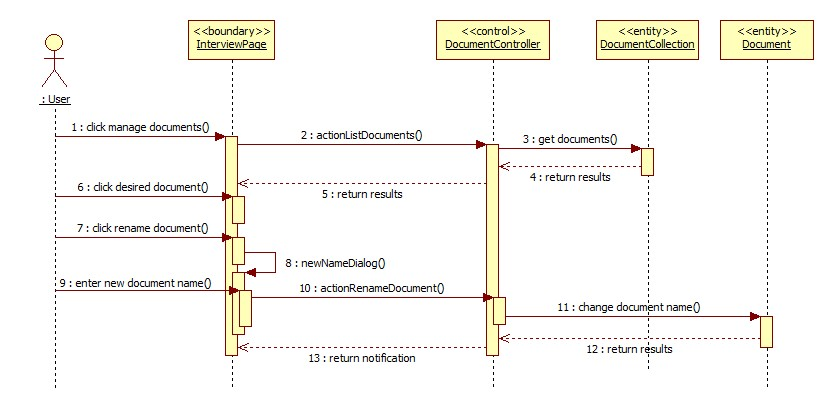 <<boundary>>
InterviewPage
<<control>>
DocumentController
<<entity>>
DocumentCollection
<<entity>>
Document
: User
1 : click manage documents()
2 : actionListDocuments()
3 : get documents()
4 : return results
5 : return results
6 : click desired document()
7 : click rename document()
8 : newNameDialog()
9 : enter new document name()
10 : actionRenameDocument()
11 : change document name()
12 : return results
13 : return notification